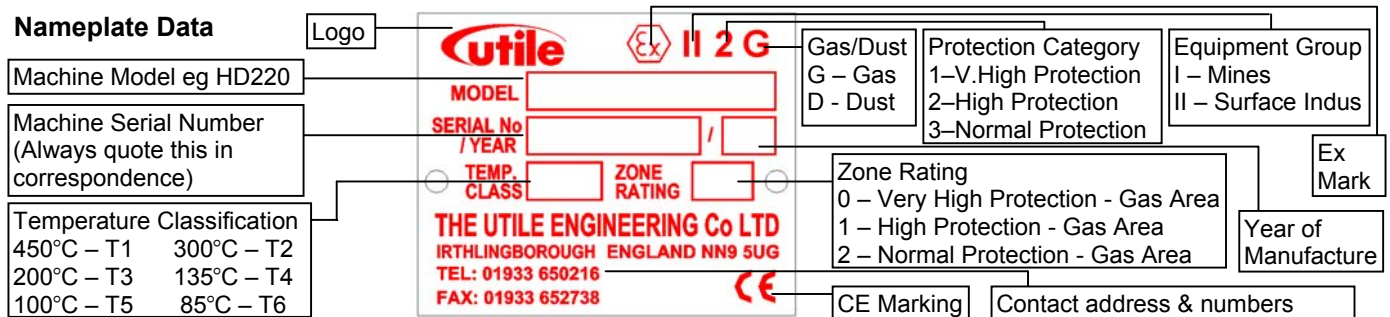 Nameplate Data
Logo
Machine Model eg HD220
Machine Serial Number
(Always quote this in
correspondence)
Temperature Classification
450°C – T1 300°C – T2
200°C – T3 135°C – T4
100°C – T5 85°C – T6
utile Ex II 2 G
MODEL
SERIAL No
/ YEAR /
TEMP.
CLASS
ZONE
RATING
THE UTILE ENGINEERING Co LTD
IRTHLINGBOROUGH ENGLAND NN9 5UG
TEL: 01933 650216
FAX: 01933 652738
CE
Gas/Dust
G – Gas
D - Dust
Protection Category
1–V.High Protection
2–High Protection
3–Normal Protection
Equipment Group
I – Mines
II – Surface Indus
Ex
Mark
Zone Rating
0 – Very High Protection - Gas Area
1 – High Protection - Gas Area
2 – Normal Protection - Gas Area
Year of
Manufacture
CE Marking
Contact address & numbers